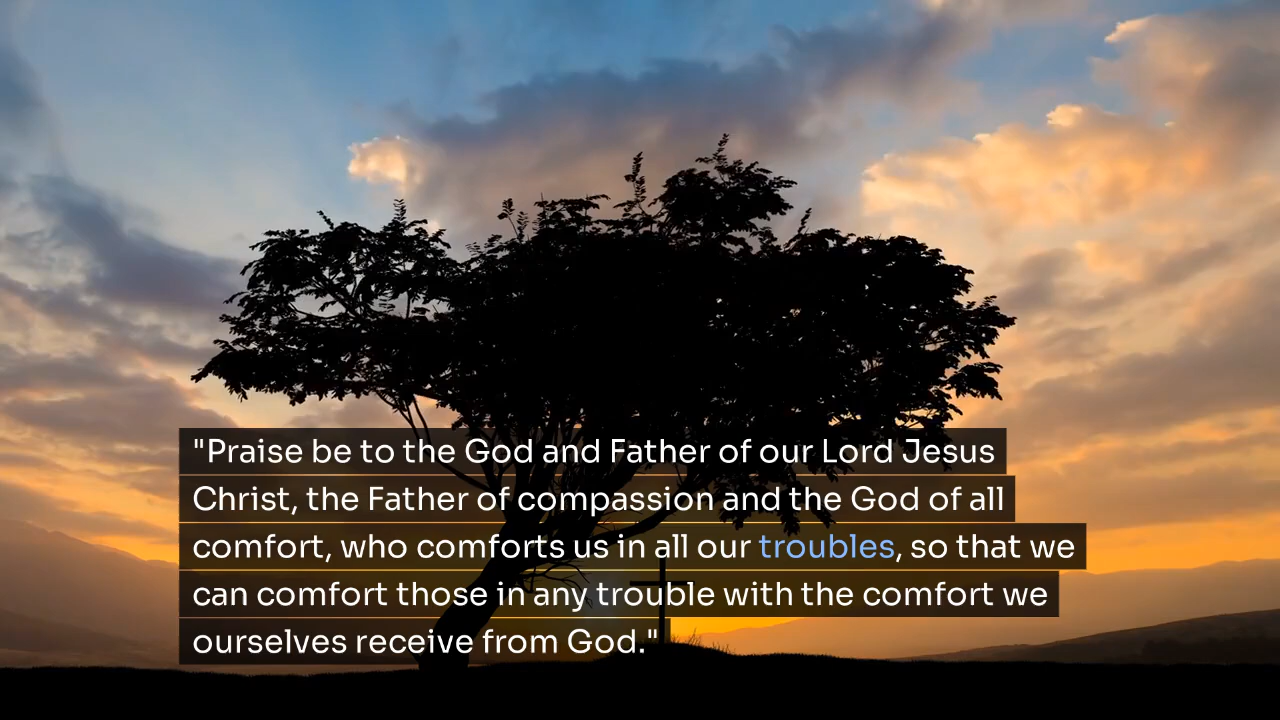 "Praise be to the God and Father of our Lord Jesus
Christ, the Father of compassion and the God of all
comfort, who comforts us in all our troubles, so that we
can comfort those in any trouble with the comfort we
ourselves receive from God."